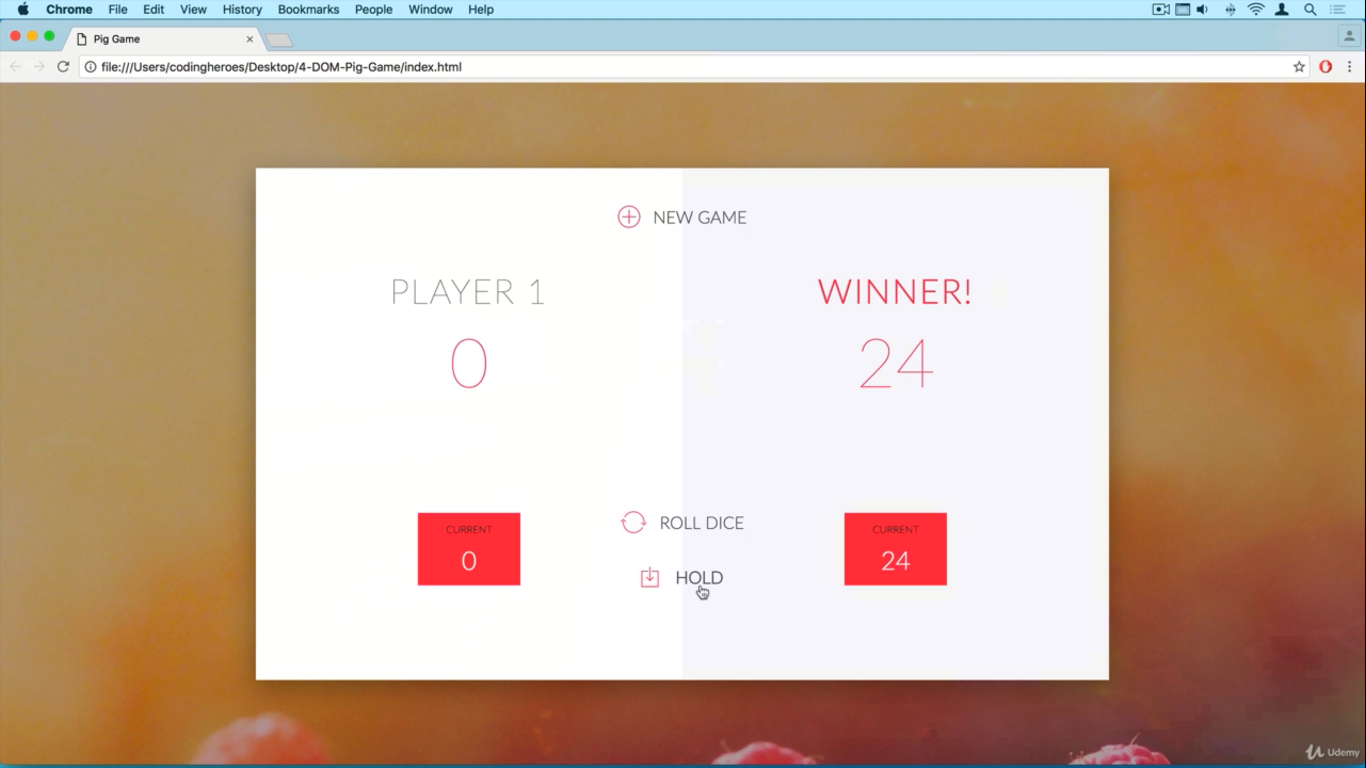 Chrome File Edit View History Bookmarks People Window Help
Pig Game
file:///Users/codingheroes/Desktop/4-DOM-Pig-Game/index.html
NEW GAME
PLAYER 1
WINNER!
0
24
ROLL DICE
CURRENT
0
CURRENT
24
HOLD
Udemy